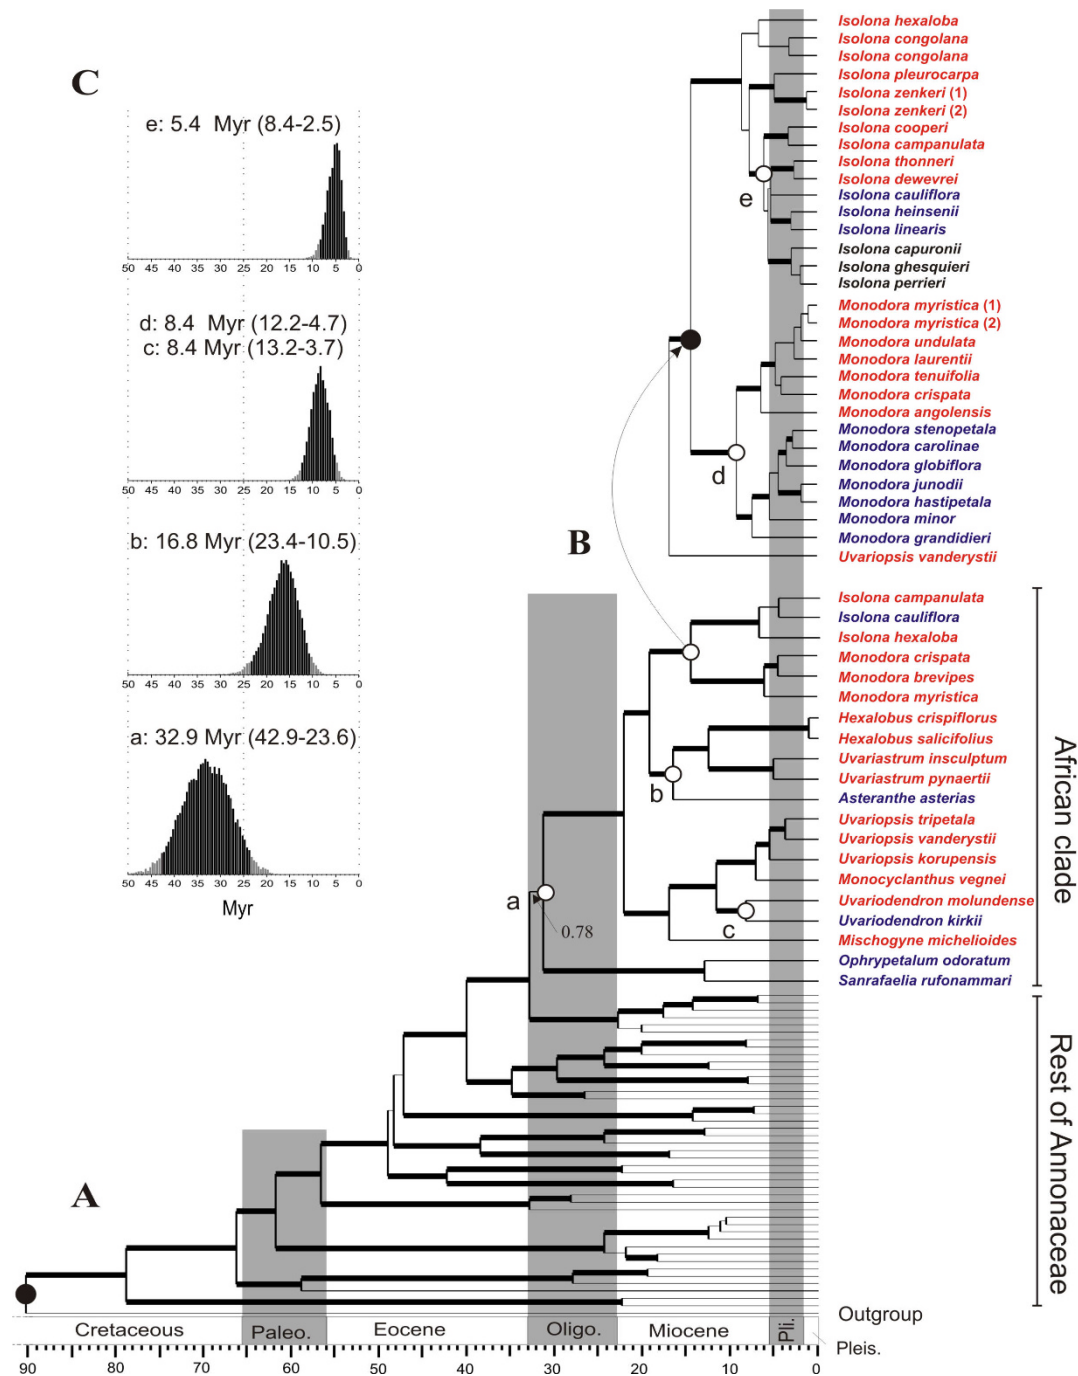 C
e: 5.4 Myr (8.4-2.5)
50 45 40 35 30 25 20 15 10 5 0
d: 8.4 Myr (12.2-4.7)
c: 8.4 Myr (13.2-3.7)
50 45 40 35 30 25 20 15 10 5 0
b: 16.8 Myr (23.4-10.5)
50 45 40 35 30 25 20 15 10 5 0
a: 32.9 Myr (42.9-23.6)
50 45 40 35 30 25 20 15 10 5 0
Myr
B
Isolona hexaloba
Isolona congolana
Isolona congolana
Isolona pleurocarpa
Isolona zenkeri (1)
Isolona zenkeri (2)
Isolona cooperi
Isolona campanulata
Isolona thonneri
Isolona dewevrei
Isolona cauliflora
Isolona heinsenii
Isolona linearis
Isolona capuronii
Isolona ghesquieri
Isolona perrieri
Monodora myristica (1)
Monodora myristica (2)
Monodora undulata
Monodora laurentii
Monodora tenuifolia
Monodora crispata
Monodora angolensis
Monodora stenopetala
Monodora carolinae
Monodora globiflora
Monodora junodii
Monodora hastipetala
Monodora minor
Monodora grandidieri
Uvariopsis vanderystii
e
d
Isolona campanulata
Isolona cauliflora
Isolona hexaloba
Monodora crispata
Monodora brevipes
Monodora myristica
Hexalobus crispiflorus
Hexalobus salicifolius
Uvariastrum insculptum
Uvariastrum pynaertii
Asteranthe asterias
Uvariopsis tripetala
Uvariopsis vanderystii
Uvariopsis korupensis
Monocyclanthus vegnei
Uvariodendron molundense
Uvariodendron kirkii
Mischogyne michelioides
Ophrypetalum odoratum
Sanrafaelia rufonammari
b
c
a
0.78
African clade
Rest of Annonaceae
A
Outgroup
Cretaceous Paleo. Eocene Oligo. Miocene Pli.
Pleis.
90 80 70 60 50 40 30 20 10 0